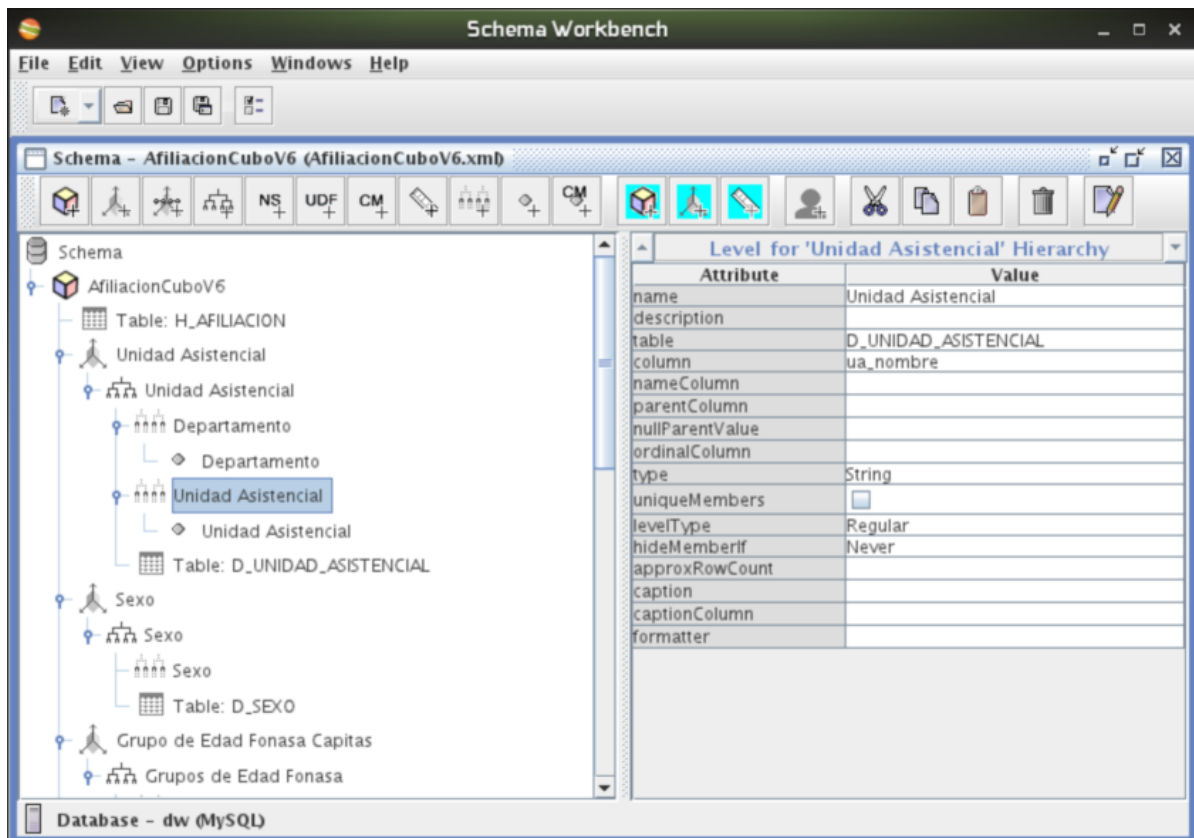 Schema Workbench
File Edit View Options Windows Help
Schema - AfiliacionCuboV6 (AfiliacionCuboV6.xml)
NS UDF CM CM
Schema
AfiliacionCuboV6
Table: H_AFILIACION
Unidad Asistencial
Unidad Asistencial
Departamento
Departamento
Unidad Asistencial
Unidad Asistencial
Table: D_UNIDAD_ASISTENCIAL
Sexo
Sexo
Sexo
Table: D_SEXO
Grupo de Edad Fonasa Capitas
Grupos de Edad Fonasa
Level for 'Unidad Asistencial' Hierarchy
Attribute Value
name Unidad Asistencial
description
table D_UNIDAD_ASISTENCIAL
column ua_nombre
nameColumn
parentColumn
nullParentValue
ordinalColumn
type String
uniqueMembers
levelType Regular
hideMemberIf Never
approxRowCount
caption
captionColumn
formatter
Database - dw (MySQL)